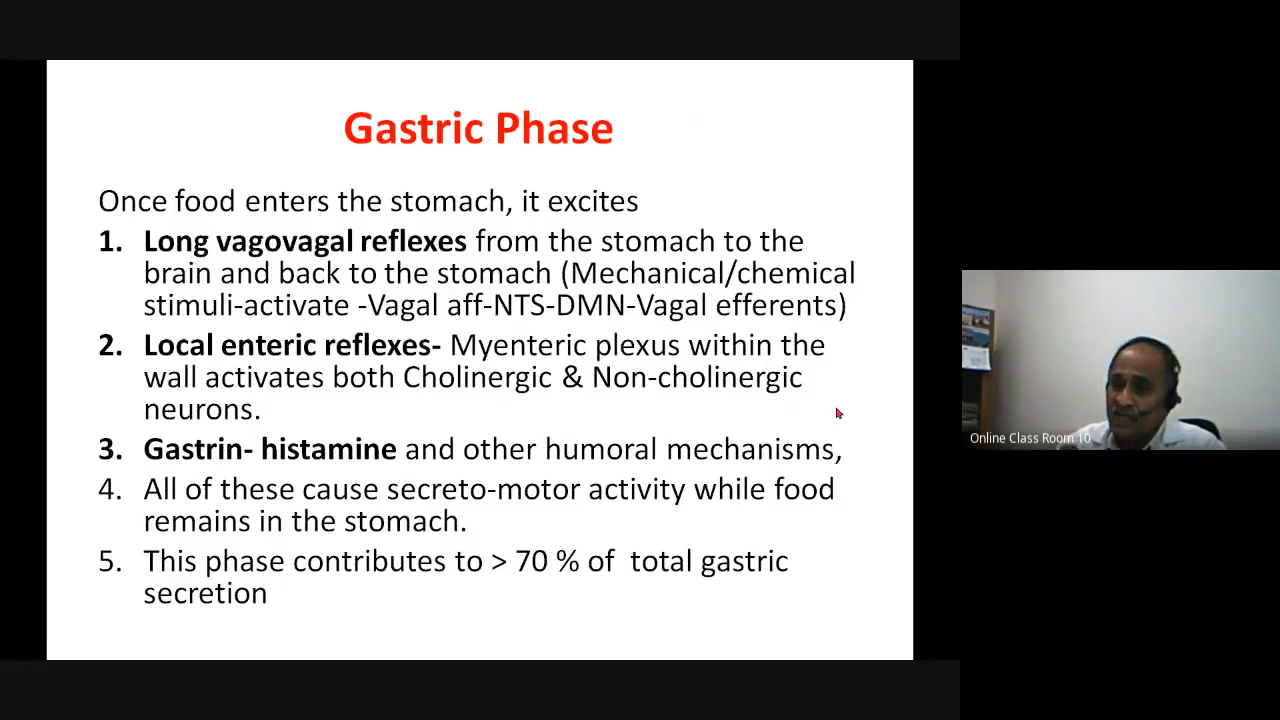 Gastric Phase
Once food enters the stomach, it excites
1. Long vagovagal reflexes from the stomach to the
brain and back to the stomach (Mechanical/chemical
stimuli-activate -Vagal aff-NTS-DMN-Vagal efferents)
2. Local enteric reflexes- Myenteric plexus within the
wall activates both Cholinergic & Non-cholinergic
neurons.
3. Gastrin- histamine and other humoral mechanisms,
4. All of these cause secreto-motor activity while food
remains in the stomach.
5. This phase contributes to > 70 % of total gastric
secretion
Online Class Room 10